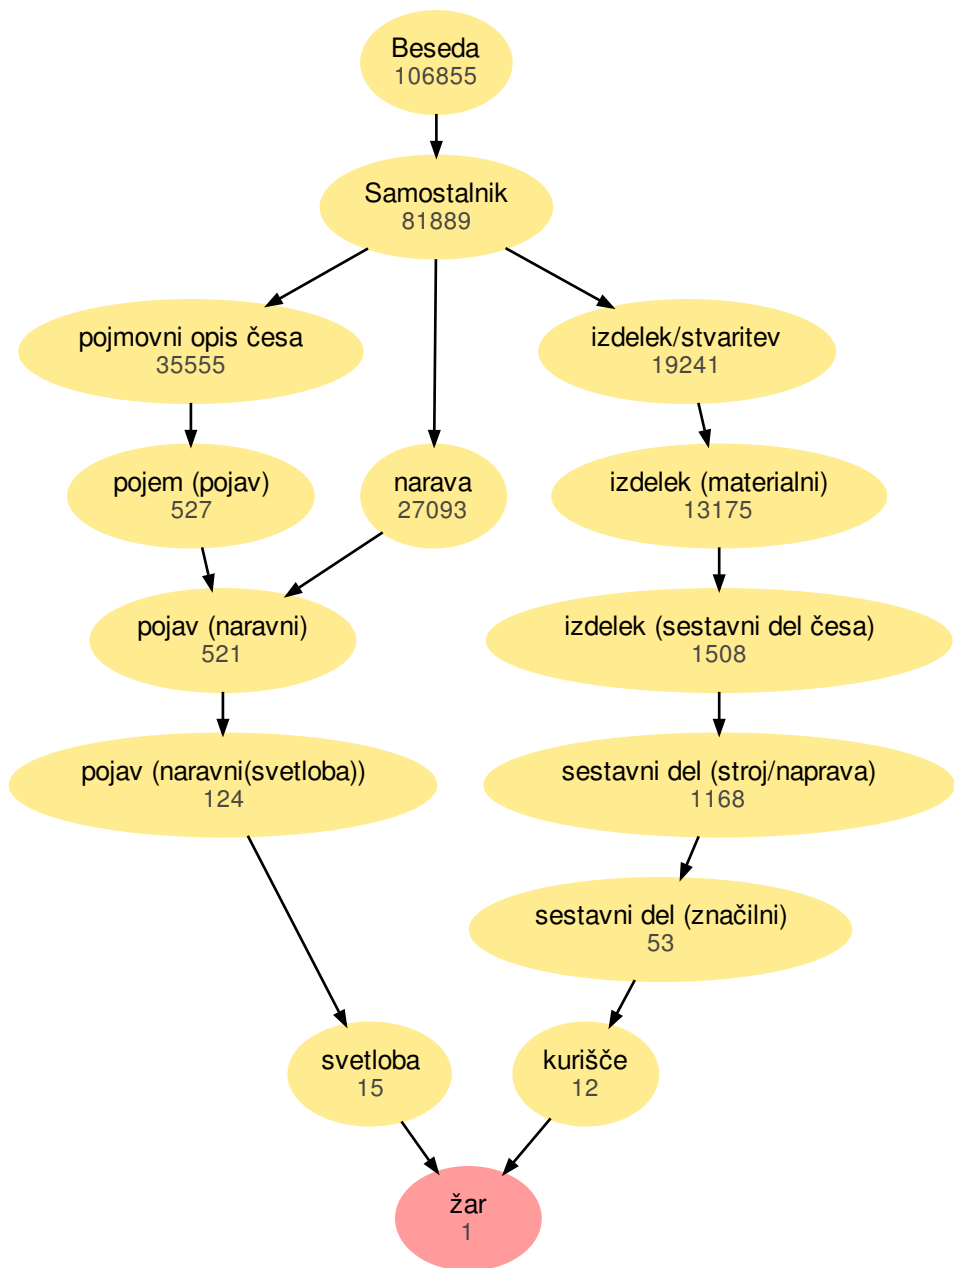 Beseda
106855
Samostalnik
81889
pojmovni opis česa
35555
izdelek/stvaritev
19241
pojem (pojav)
527
narava
27093
izdelek (materialni)
13175
pojav (naravni)
521
izdelek (sestavni del česa)
1508
pojav (naravni(svetloba))
124
sestavni del (stroj/naprava)
1168
sestavni del (značilni)
53
svetloba
15
kurišče
12
žar
1